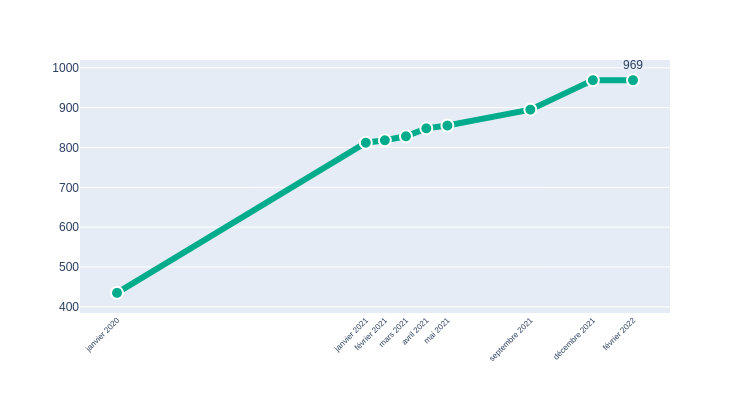 969
1000
900
800
700
600
500
400
janvier 2020
janvier 2021
février 2021
mars 2021
avril 2021
mai 2021
septembre 2021
décembre 2021
février 2022